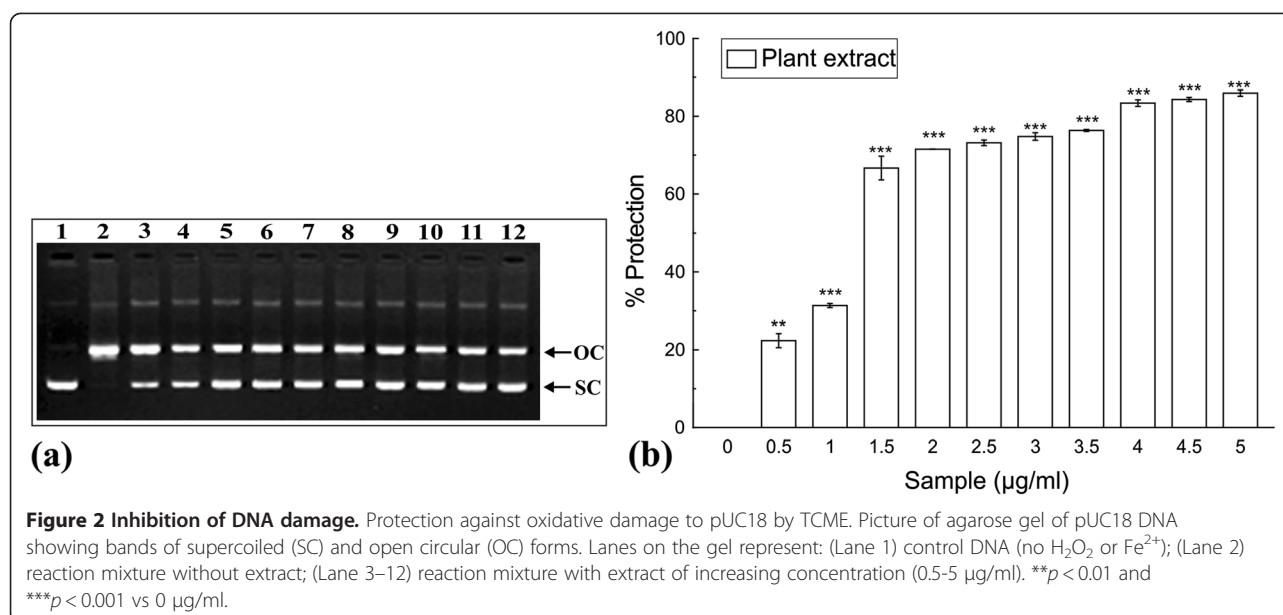 1 2 3 4 5 6 7 8 9 10 11 12
←OC
←SC
(a)
Plant extract
100
80
60
40
20
0
% Protection
** *** *** *** *** *** *** *** *** ***
0 0.5 1 1.5 2 2.5 3 3.5 4 4.5 5
Sample (µg/ml)
(b)
Figure 2 Inhibition of DNA damage. Protection against oxidative damage to pUC18 by TCME. Picture of agarose gel of pUC18 DNA
showing bands of supercoiled (SC) and open circular (OC) forms. Lanes on the gel represent: (Lane 1) control DNA (no H₂O₂ or Fe²⁺); (Lane 2)
reaction mixture without extract; (Lane 3–12) reaction mixture with extract of increasing concentration (0.5-5 µg/ml). **p < 0.01 and
***p < 0.001 vs 0 µg/ml.